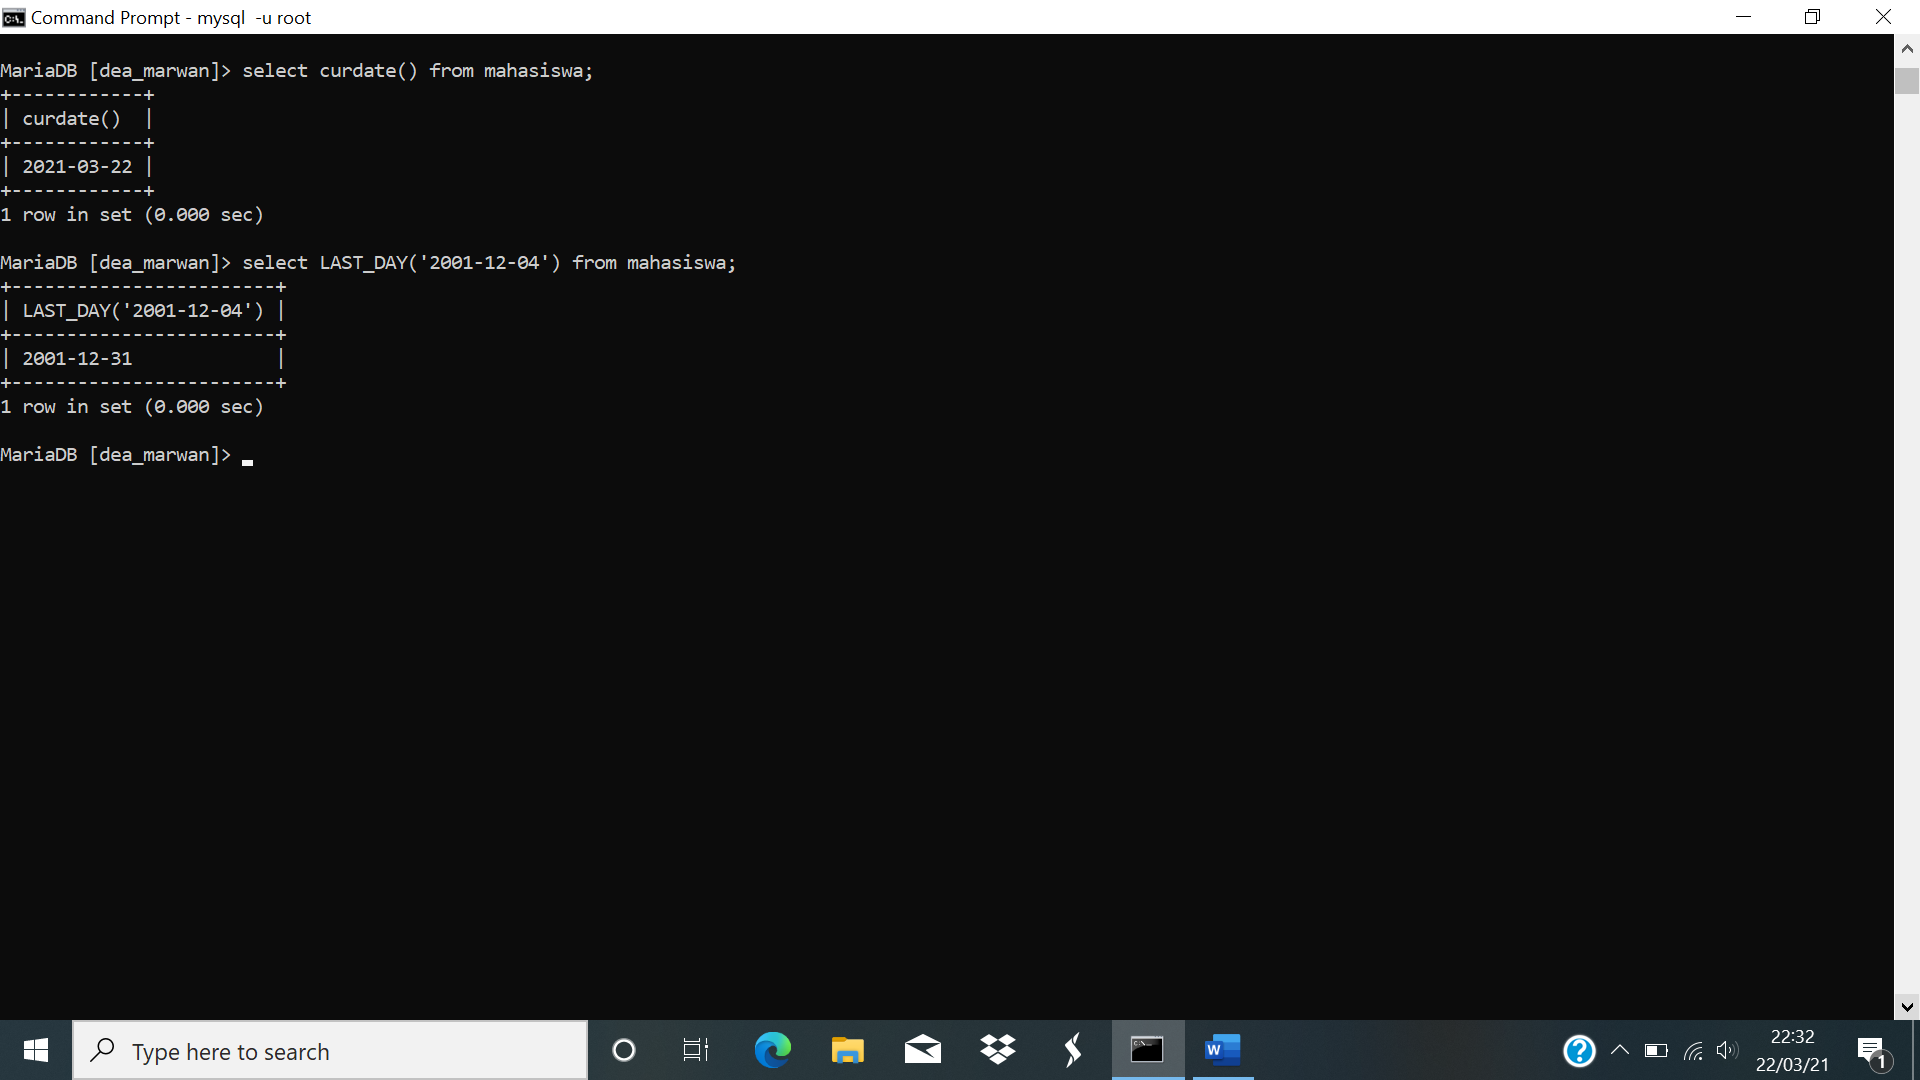 Command Prompt - mysql  -u root
MariaDB [dea_marwan]> select curdate() from mahasiswa;
+------------+
| curdate()  |
+------------+
| 2021-03-22 |
+------------+
1 row in set (0.000 sec)
MariaDB [dea_marwan]> select LAST_DAY('2001-12-04') from mahasiswa;
+------------------------+
| LAST_DAY('2001-12-04') |
+------------------------+
| 2001-12-31             |
+------------------------+
1 row in set (0.000 sec)
MariaDB [dea_marwan]>
Type here to search
W
?
22:32
22/03/21
1